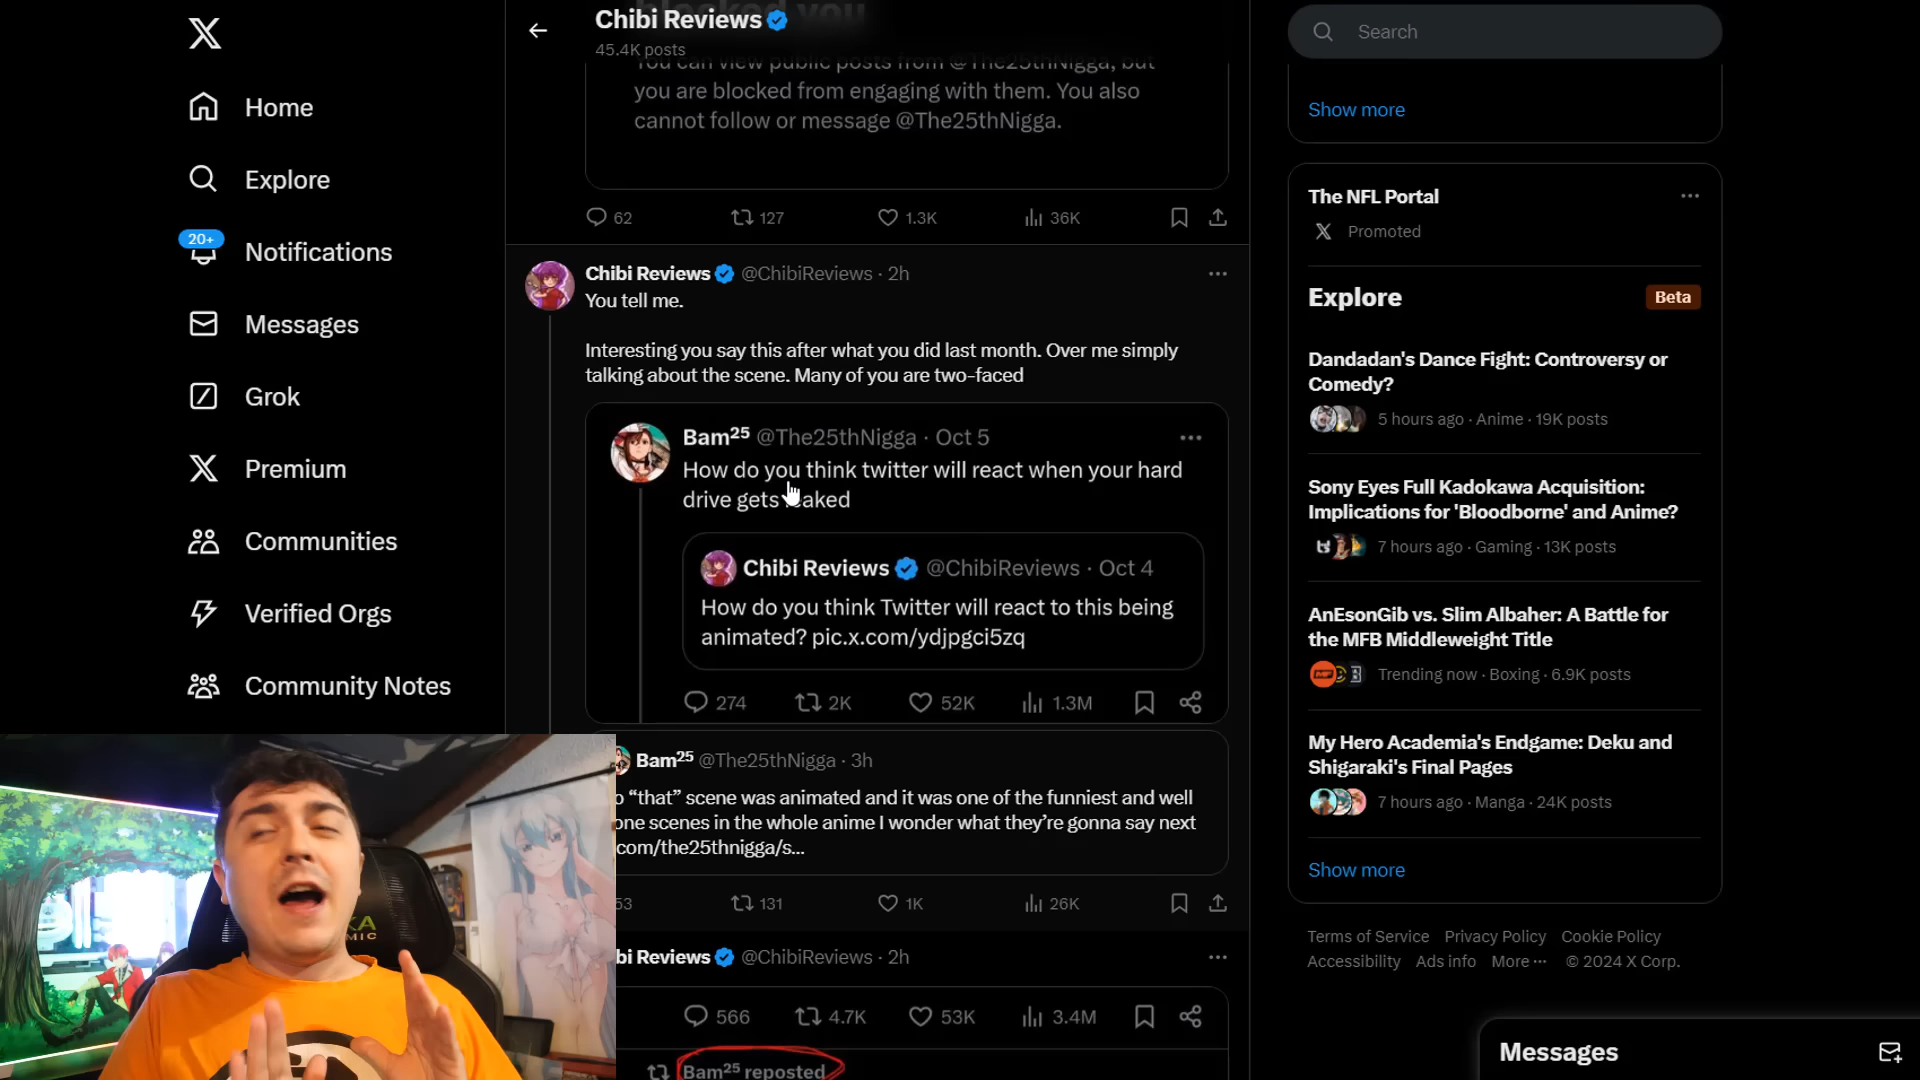 Home
Explore
20+
Notifications
Messages
Grok
Premium
Communities
Verified Orgs
Community Notes
Chibi Reviews
45.4K posts
blocked you
You can view public posts from @The25thNigga, but
you are blocked from engaging with them. You also
cannot follow or message @The25thNigga.
62 127 1.3K 36K
Chibi Reviews @ChibiReviews · 2h
You tell me.
Interesting you say this after what you did last month. Over me simply
talking about the scene. Many of you are two-faced
Bam²⁵ @The25thNigga · Oct 5
How do you think twitter will react when your hard
drive gets leaked
Chibi Reviews @ChibiReviews · Oct 4
How do you think Twitter will react to this being
animated? pic.x.com/ydjpgci5zq
274 2K 52K 1.3M
Bam²⁵ @The25thNigga · 3h
o “that” scene was animated and it was one of the funniest and well
one scenes in the whole anime I wonder what they’re gonna say next
.com/the25thnigga/s...
53 131 1K 26K
bi Reviews @ChibiReviews · 2h
566 4.7K 53K 3.4M
Bam²⁵ reposted
Search
Show more
The NFL Portal
Promoted
Explore
Beta
Dandadan's Dance Fight: Controversy or
Comedy?
5 hours ago · Anime · 19K posts
Sony Eyes Full Kadokawa Acquisition:
Implications for 'Bloodborne' and Anime?
7 hours ago · Gaming · 13K posts
AnEsonGib vs. Slim Albaher: A Battle for
the MFB Middleweight Title
Trending now · Boxing · 6.9K posts
My Hero Academia's Endgame: Deku and
Shigaraki's Final Pages
7 hours ago · Manga · 24K posts
Show more
Terms of Service Privacy Policy Cookie Policy
Accessibility Ads info More ··· © 2024 X Corp.
Messages